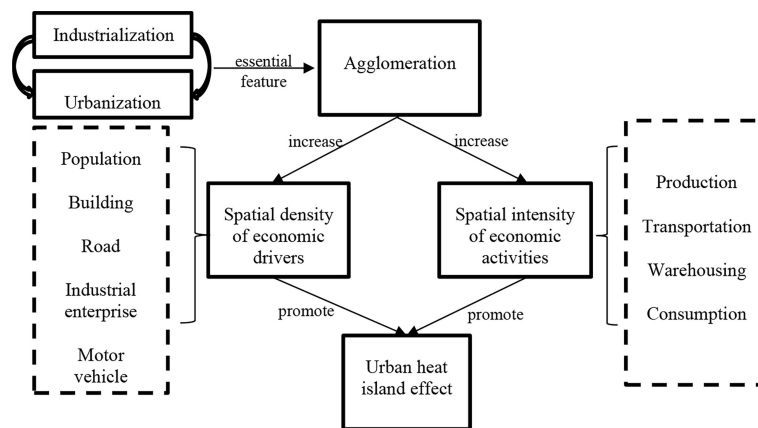 Industrialization
Urbanization
essential
feature
Agglomeration
increase
increase
Population
Building
Road
Industrial
enterprise
Motor
vehicle
Spatial density
of economic
drivers
Spatial intensity
of economic
activities
Production
Transportation
Warehousing
Consumption
promote
promote
Urban heat
island effect